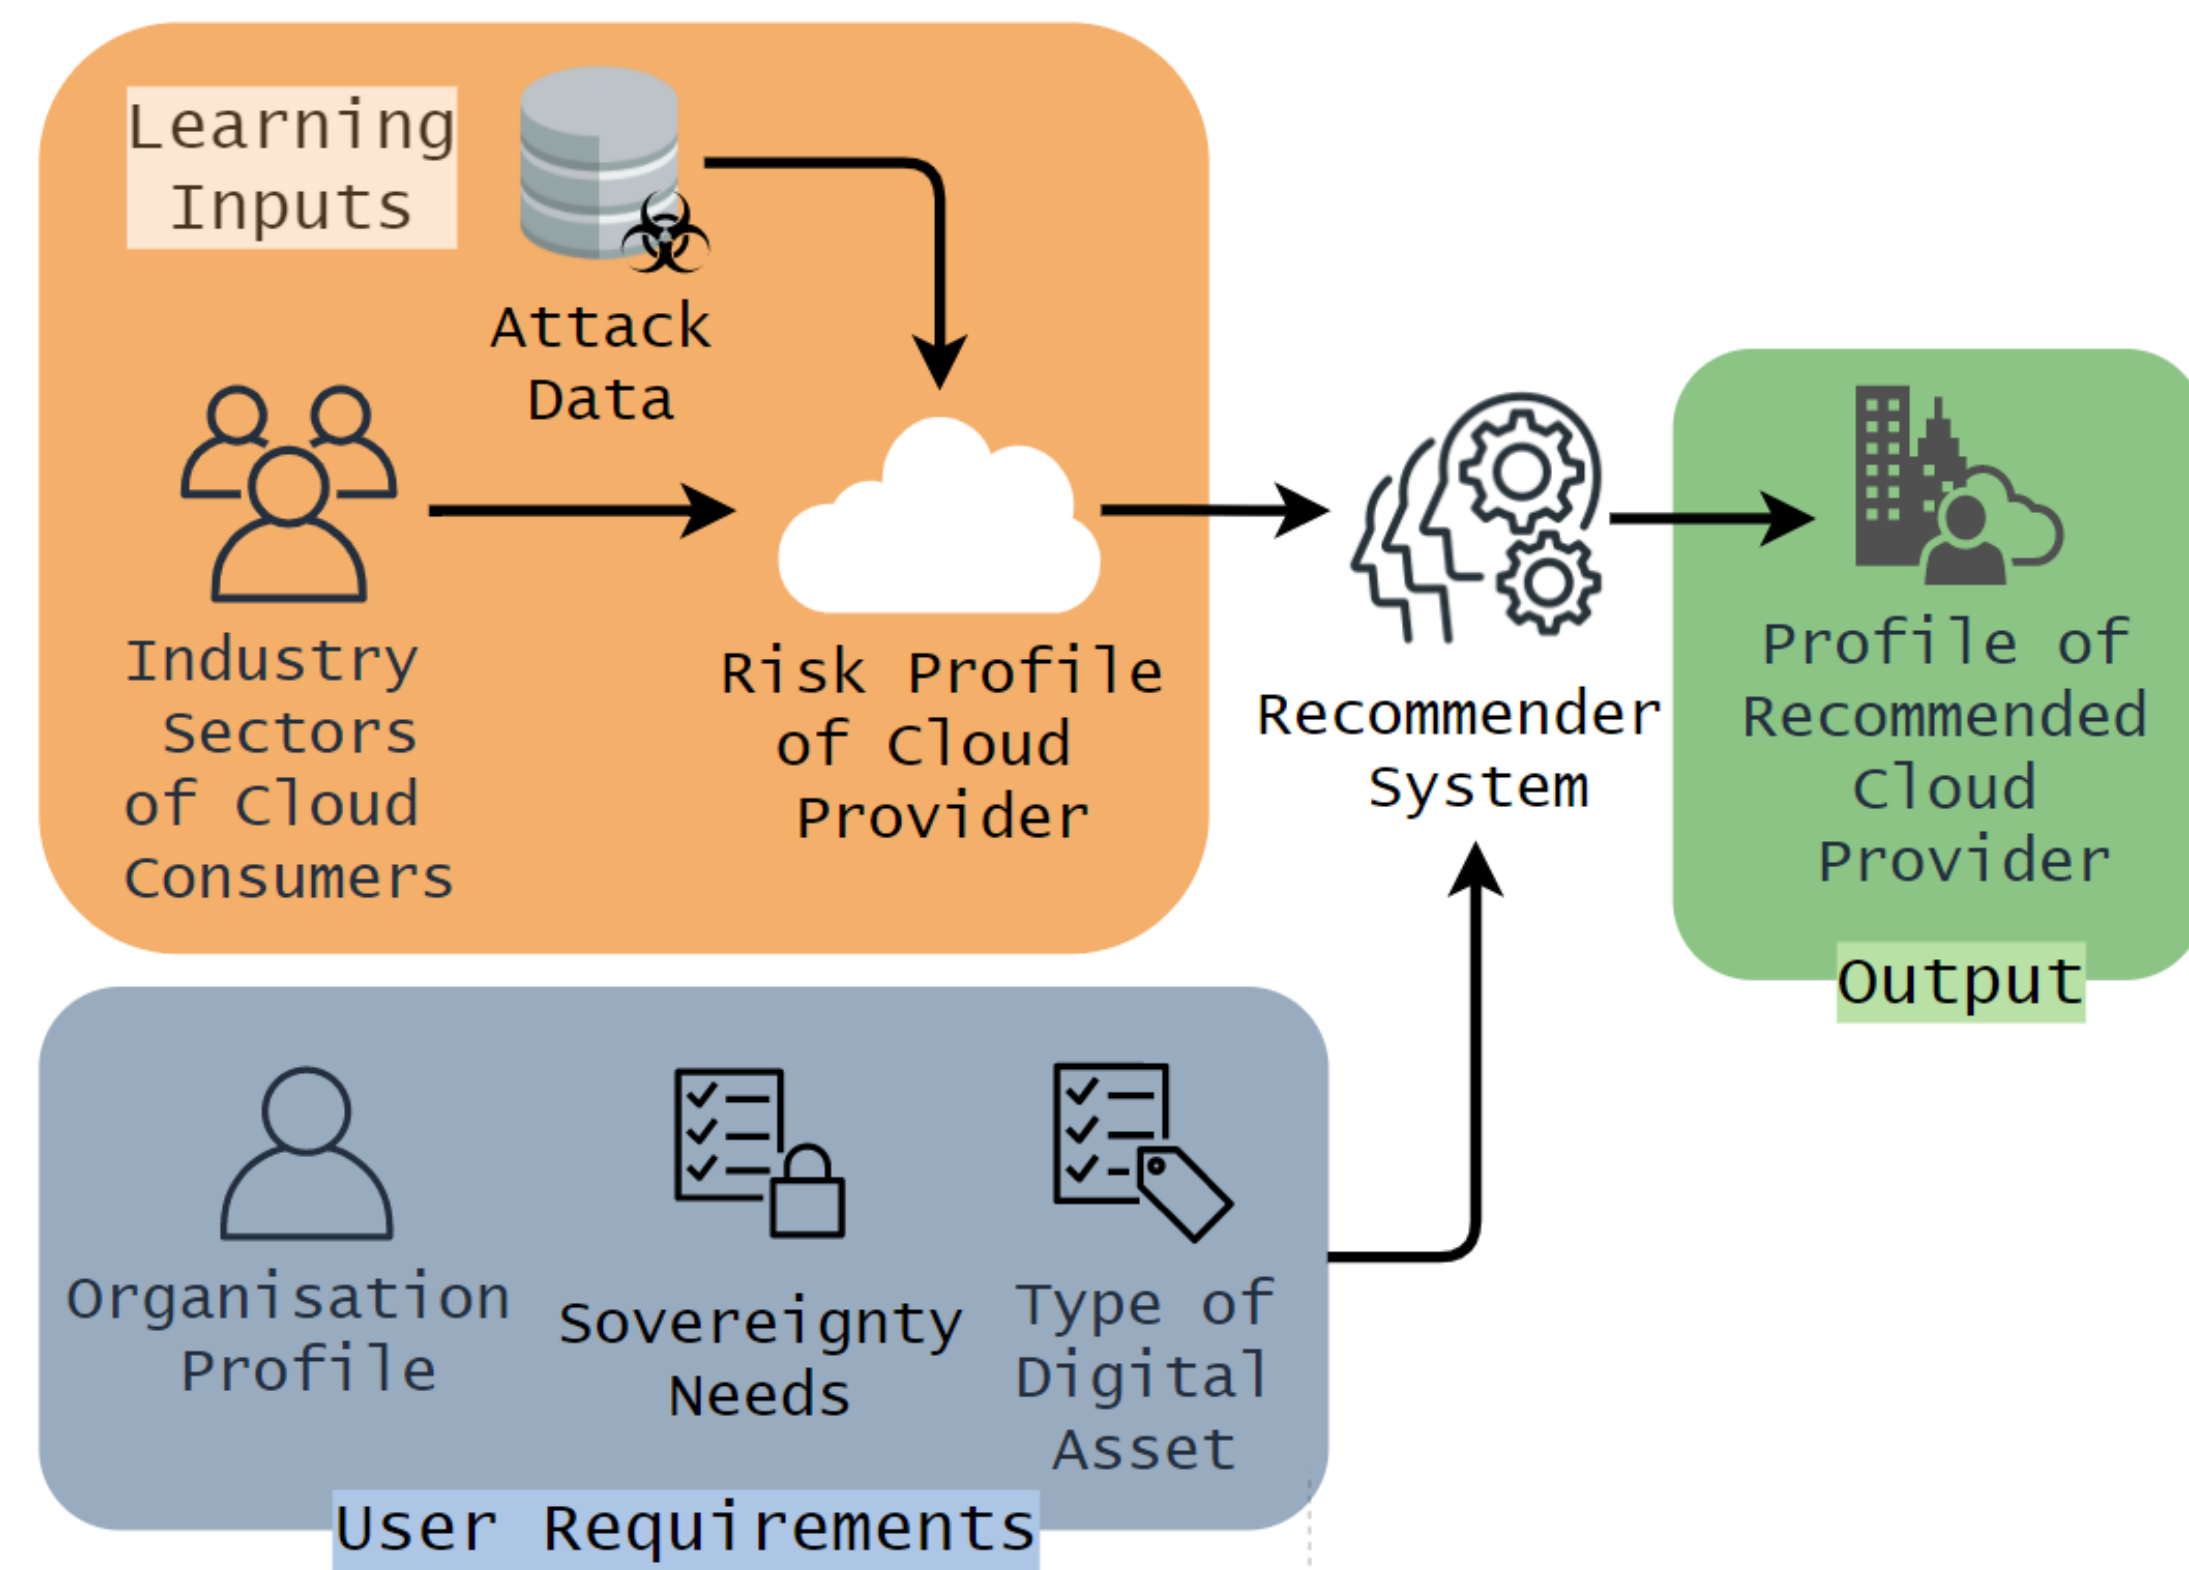 Learning
Inputs
Attack
Data
Industry
Sectors
of Cloud
Consumers
Risk Profile
of Cloud
Provider
Recommender
System
Profile of
Recommended
Cloud
Provider
Output
Organisation
Profile
Sovereignty
Needs
Type of
Digital
Asset
User Requirements